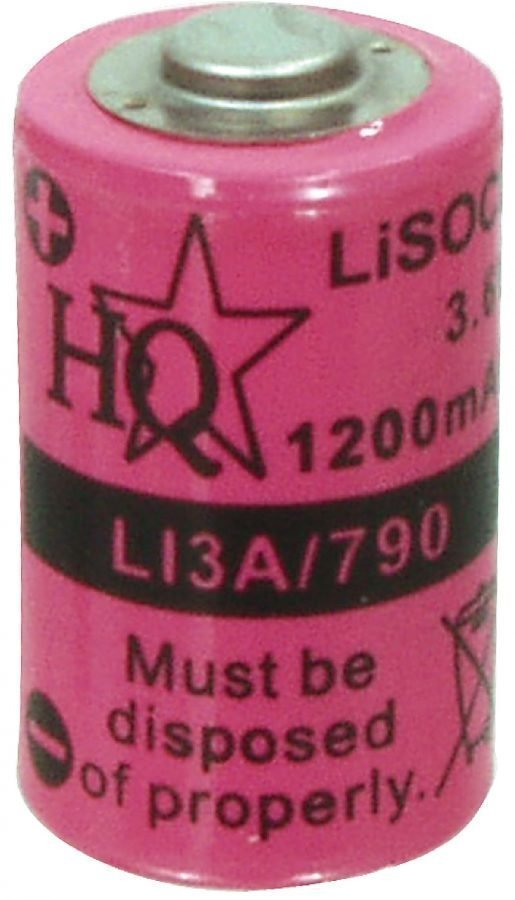 +
HQ
LiSOC
3.6
1200mA
LI3A/790
Must be
disposed
of properly.
-